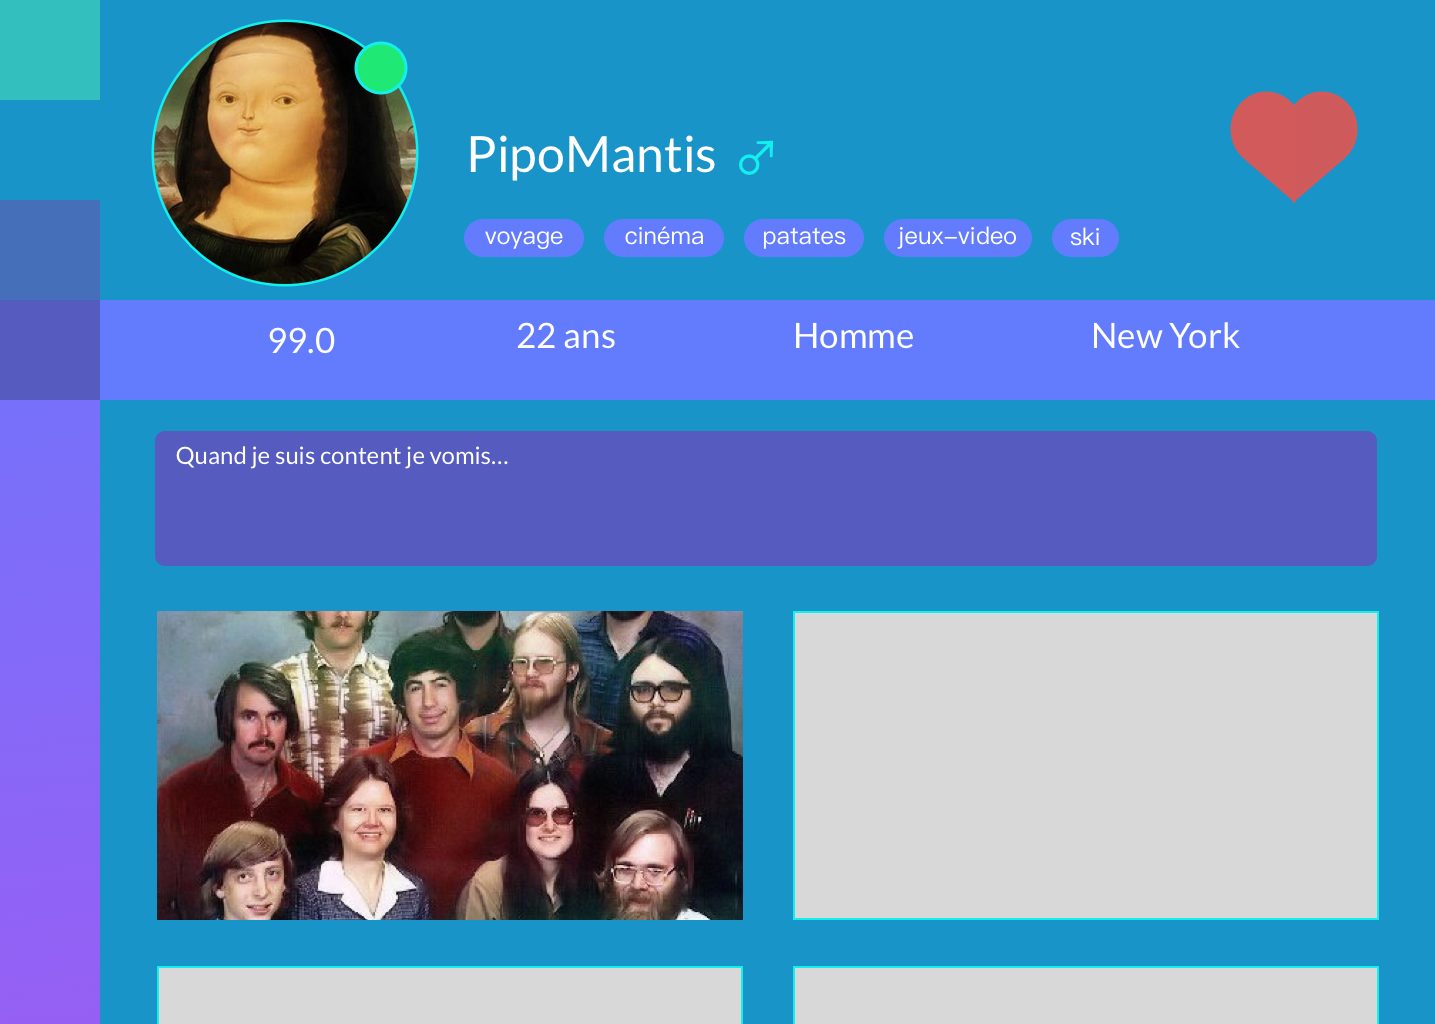 PipoMantis
voyage cinéma patates jeux-video ski
99.0 22 ans Homme New York
Quand je suis content je vomis...